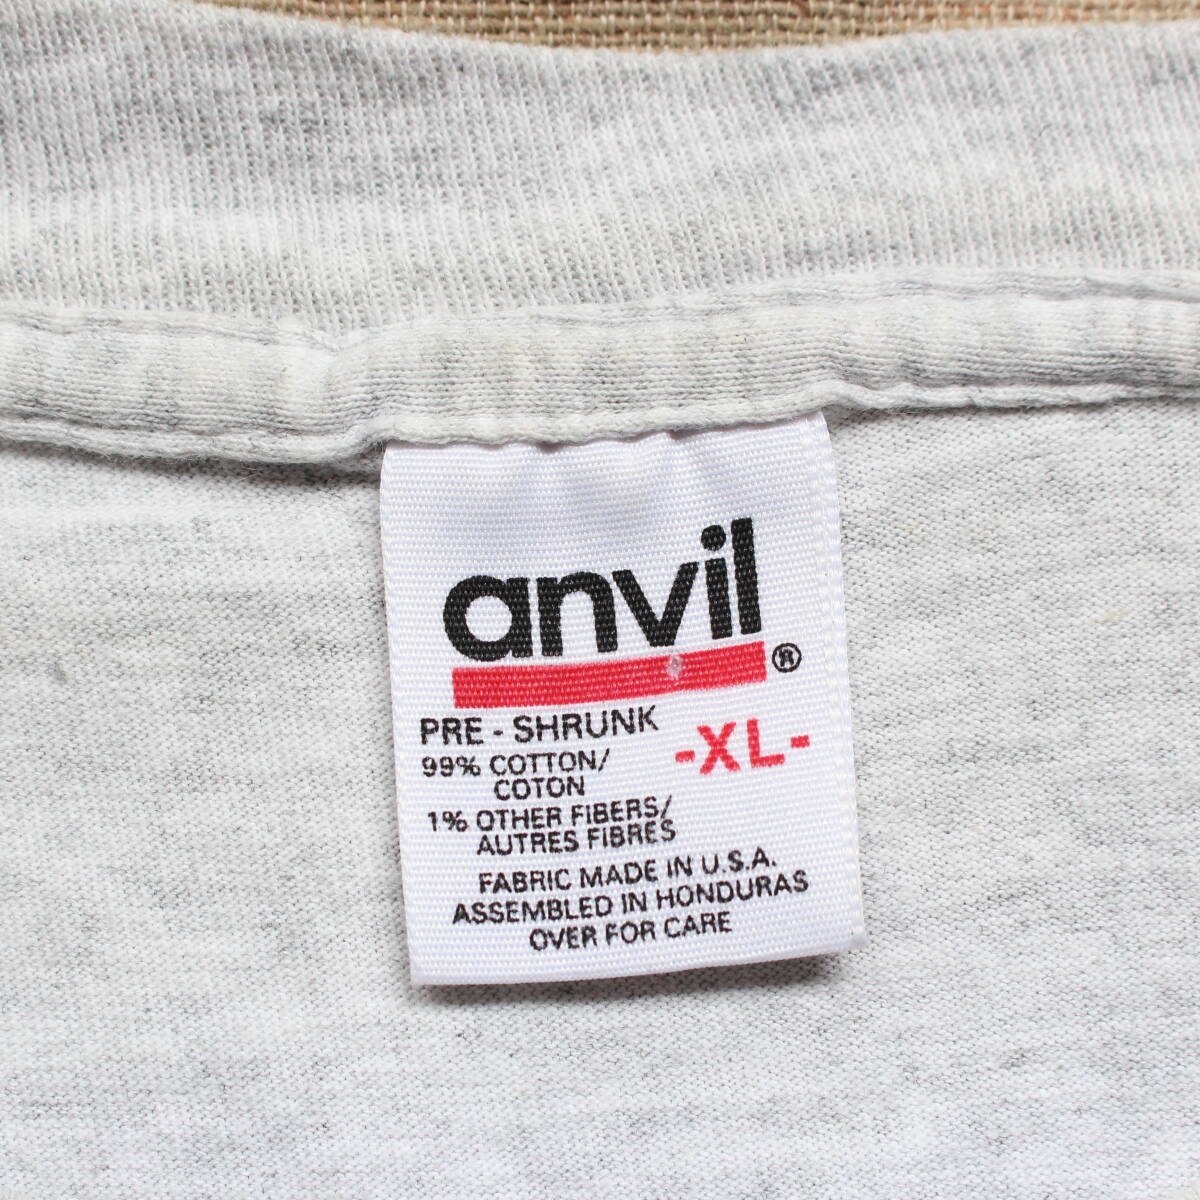 anvil®
PRE - SHRUNK
-XL-
99% COTTON/
COTON
1% OTHER FIBERS/
AUTRES FIBRES
FABRIC MADE IN U.S.A.
ASSEMBLED IN HONDURAS
OVER FOR CARE